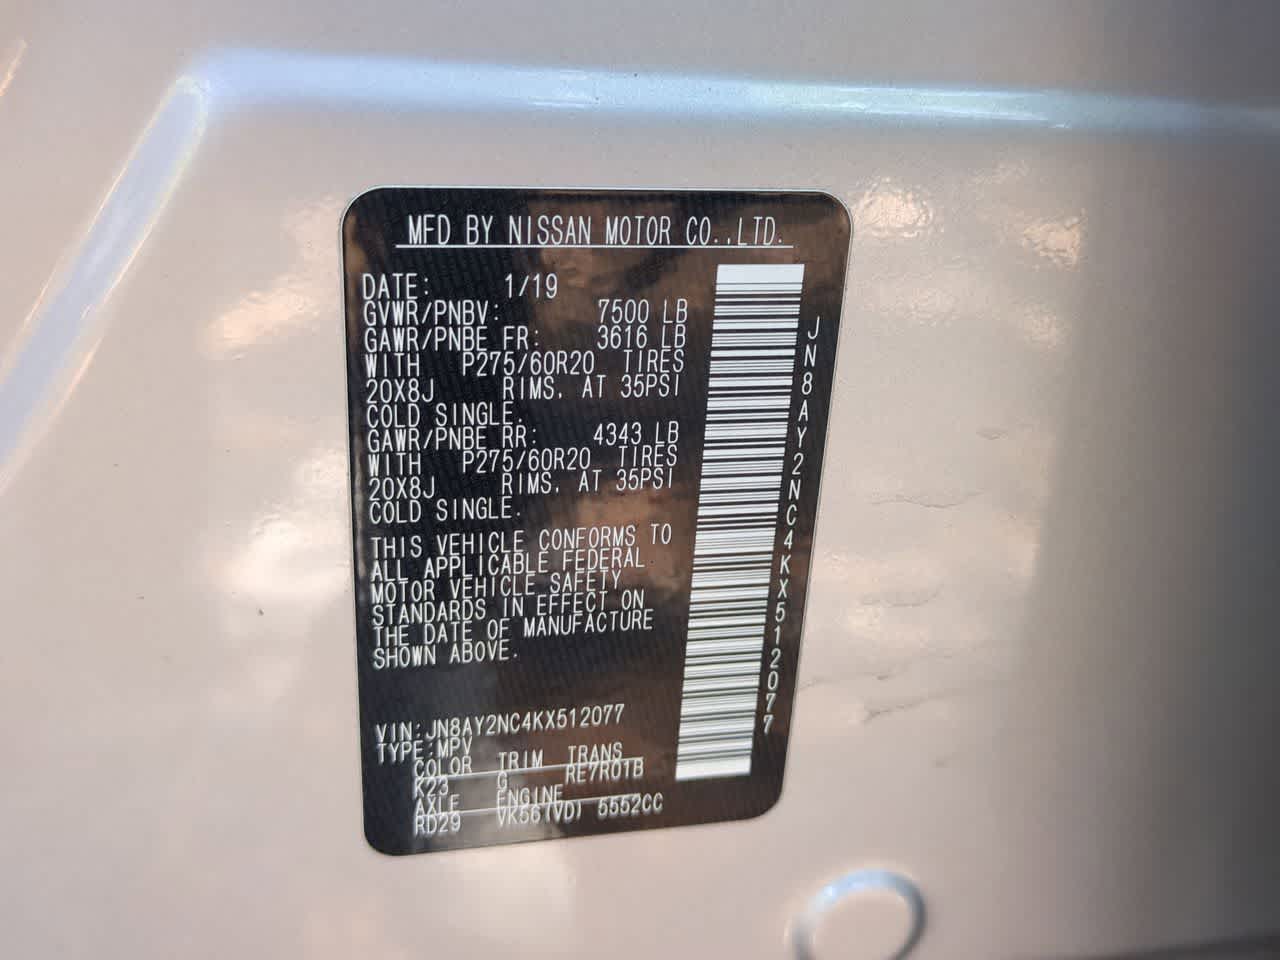 MFD BY NISSAN MOTOR CO.,LTD.
DATE: 1/19
GVWR/PNBV: 7500 LB
GAWR/PNBE FR: 3616 LB
WITH P275/60R20 TIRES
20X8J RIMS, AT 35PSI
COLD SINGLE.
GAWR/PNBE RR: 4343 LB
WITH P275/60R20 TIRES
20X8J RIMS, AT 35PSI
COLD SINGLE.
THIS VEHICLE CONFORMS TO
ALL APPLICABLE FEDERAL
MOTOR VEHICLE SAFETY
STANDARDS IN EFFECT ON
THE DATE OF MANUFACTURE
SHOWN ABOVE.
VIN:JN8AY2NC4KX512077
TYPE:MPV
COLOR TRIM TRANS
K23 G RE7R01B
AXLE ENGINE
RD29 VK56(VD) 5552CC
JN8AY2NC4KX512077